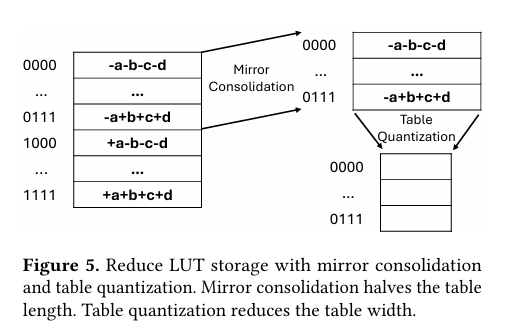 0000 -a-b-c-d
... ...
0111 -a+b+c+d
1000 +a-b-c-d
... ...
1111 +a+b+c+d
Mirror
Consolidation
0000 -a-b-c-d
... ...
0111 -a+b+c+d
Table
Quantization
0000
...
0111
Figure 5. Reduce LUT storage with mirror consolidation
and table quantization. Mirror consolidation halves the table
length. Table quantization reduces the table width.